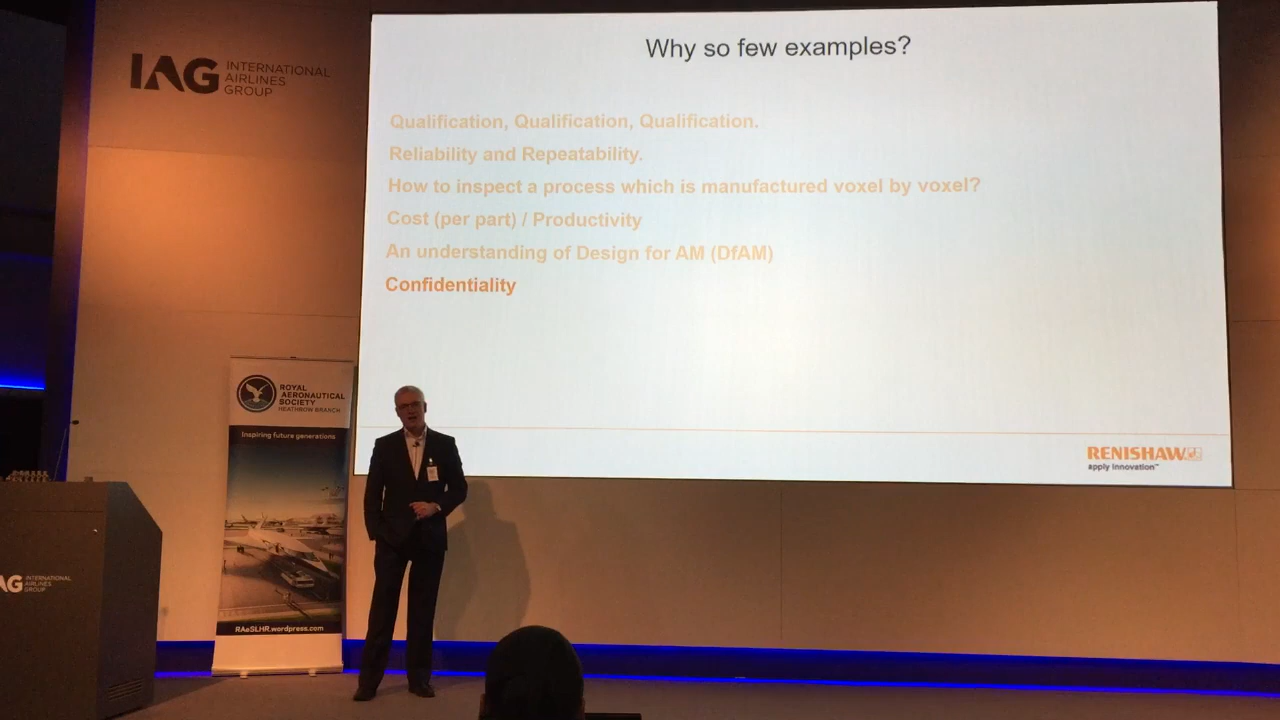 IAG INTERNATIONAL
AIRLINES
GROUP
Why so few examples?
Qualification, Qualification, Qualification.
Reliability and Repeatability.
How to inspect a process which is manufactured voxel by voxel?
Cost (per part) / Productivity
An understanding of Design for AM (DfAM)
Confidentiality
RENISHAW
apply innovation™
ROYAL
AERONAUTICAL
SOCIETY
HEATHROW BRANCH
Inspiring future generations
RAeSLHR.wordpress.com
AG INTERNATIONAL
AIRLINES
GROUP